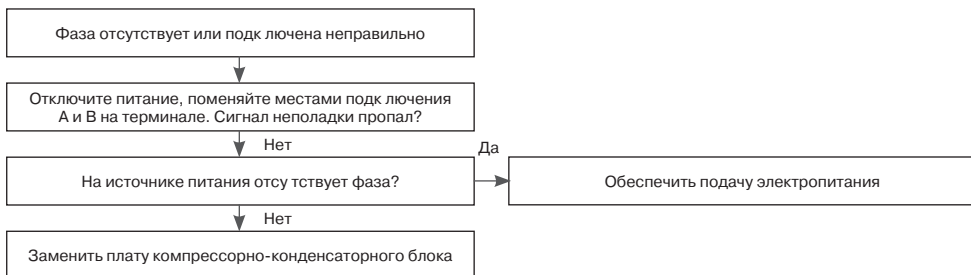 Фаза отсутствует или подк лючена неправильно
Отключите питание, поменяйте местами подк лючения
А и В на терминале. Сигнал неполадки пропал?
Нет
Да
На источнике питания отсу тствует фаза?
Обеспечить подачу электропитания
Нет
Заменить плату компрессорно-конденсаторного блока